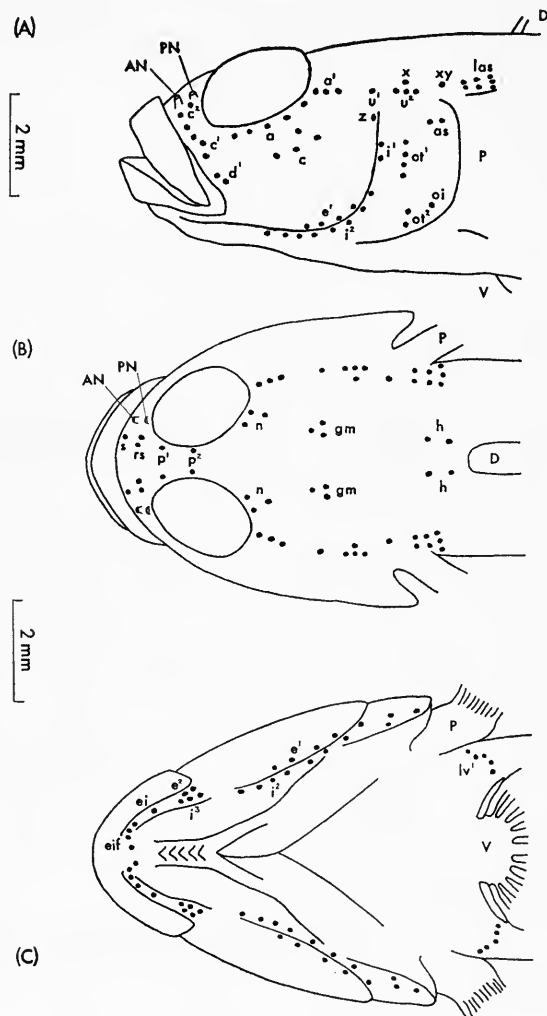 (A)
D
PN
AN
a¹
x
xy
las
c²
u¹
u²
z
as
c¹
a
c
i¹
ot¹
P
d¹
oi
e¹
i²
ot²
V
2 mm
(B)
P
PN
AN
n
s
rs
p¹
p²
gm
h
D
n
gm
h
2 mm
P
e¹
lv¹
e²
ei
i²
i³
eif
V
(C)